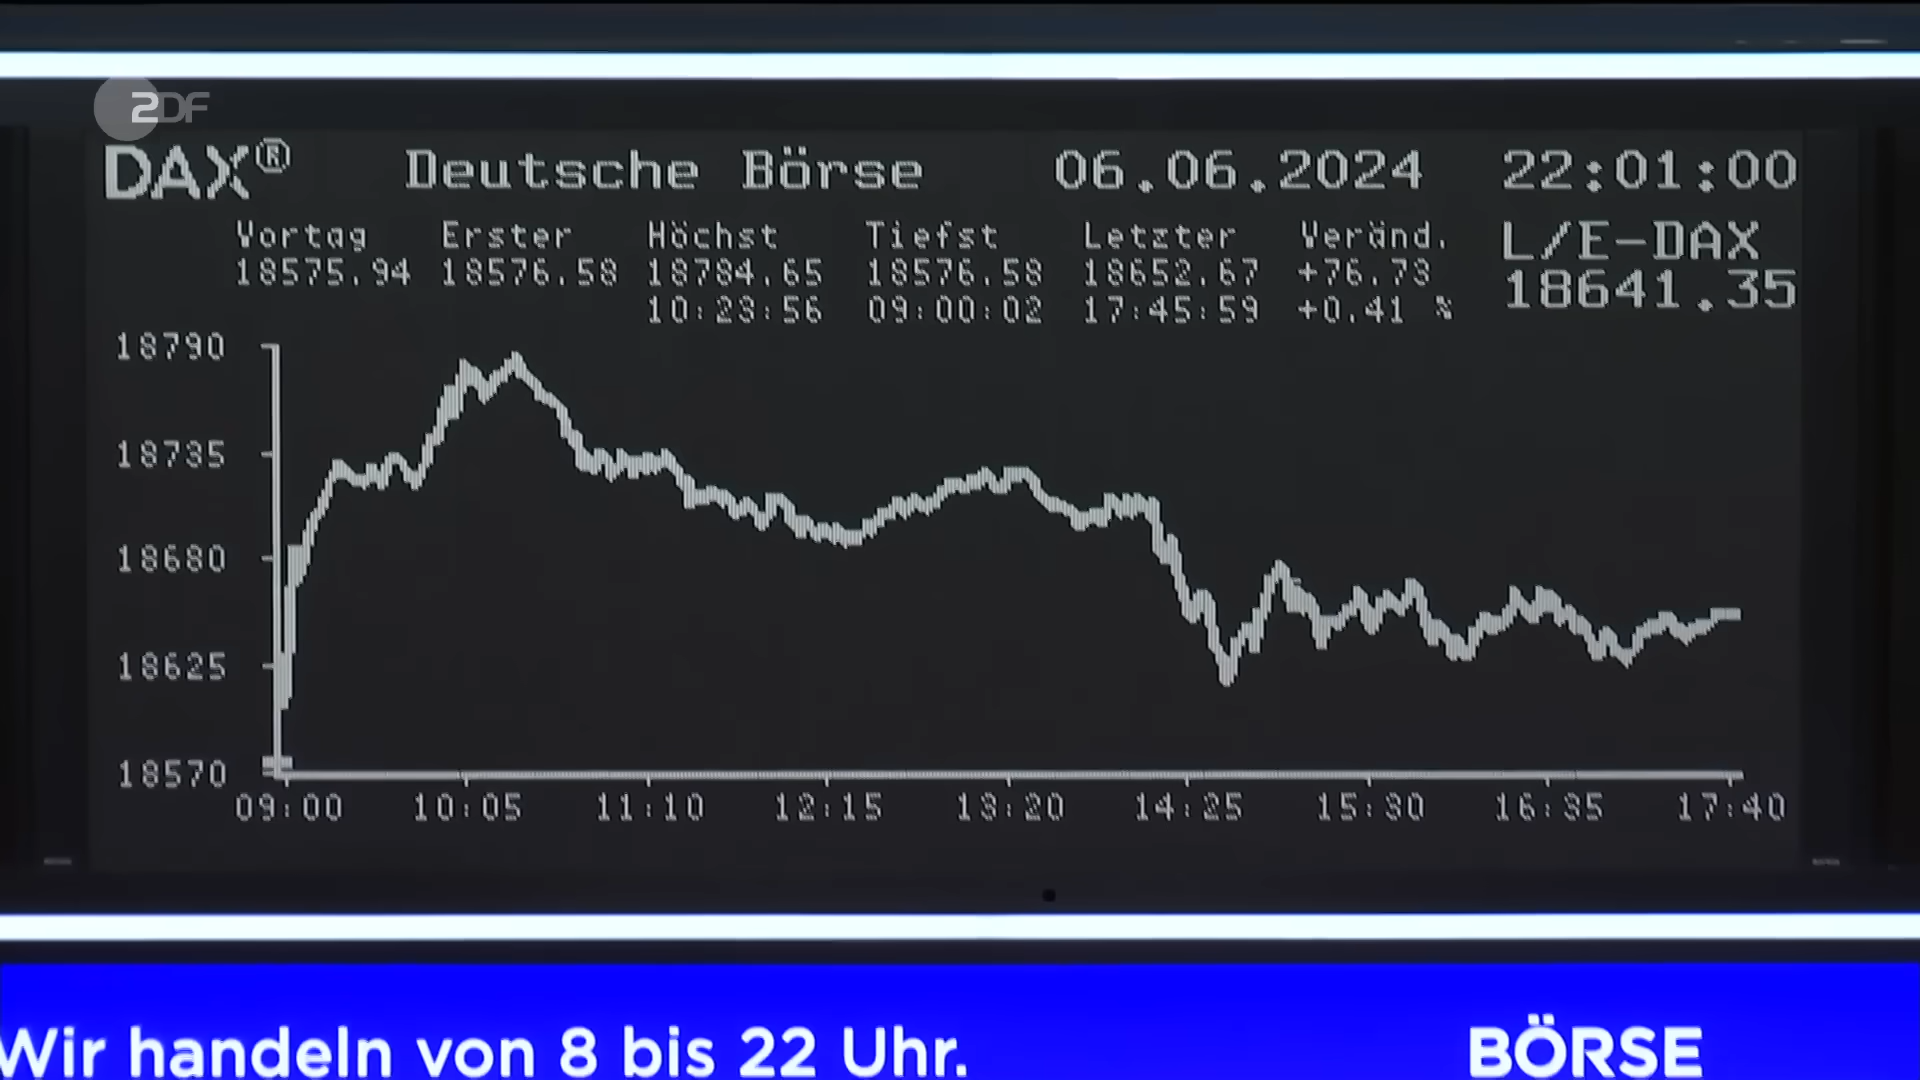 ZDF
DAX® Deutsche Börse 06.06.2024 22:01:00
Vortag Erster Höchst Tiefst Letzter Veränd. L/E-DAX
18575.94 18576.58 18784.65 18576.58 18652.67 +76.73 18641.35
10:23:56 09:00:02 17:45:59 +0.41 %
18790
18735
18680
18625
18570
09:00 10:05 11:10 12:15 13:20 14:25 15:30 16:35 17:40
Wir handeln von 8 bis 22 Uhr. BÖRSE